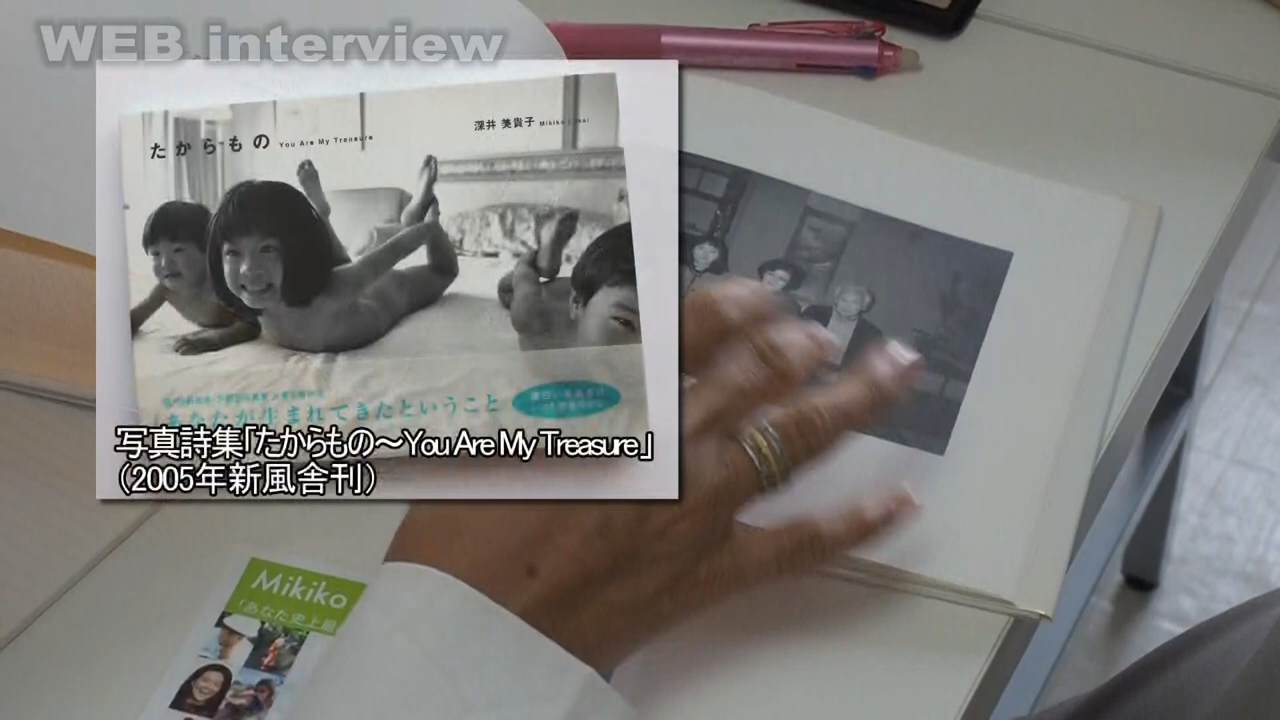 WEB interview
たからもの You Are My Treasure
深井 美貴子
あなたが生まれてきたということ
写真詩集「たからもの～You Are My Treasure」
（2005年新風舎刊）
Mikiko
「あなた史上最